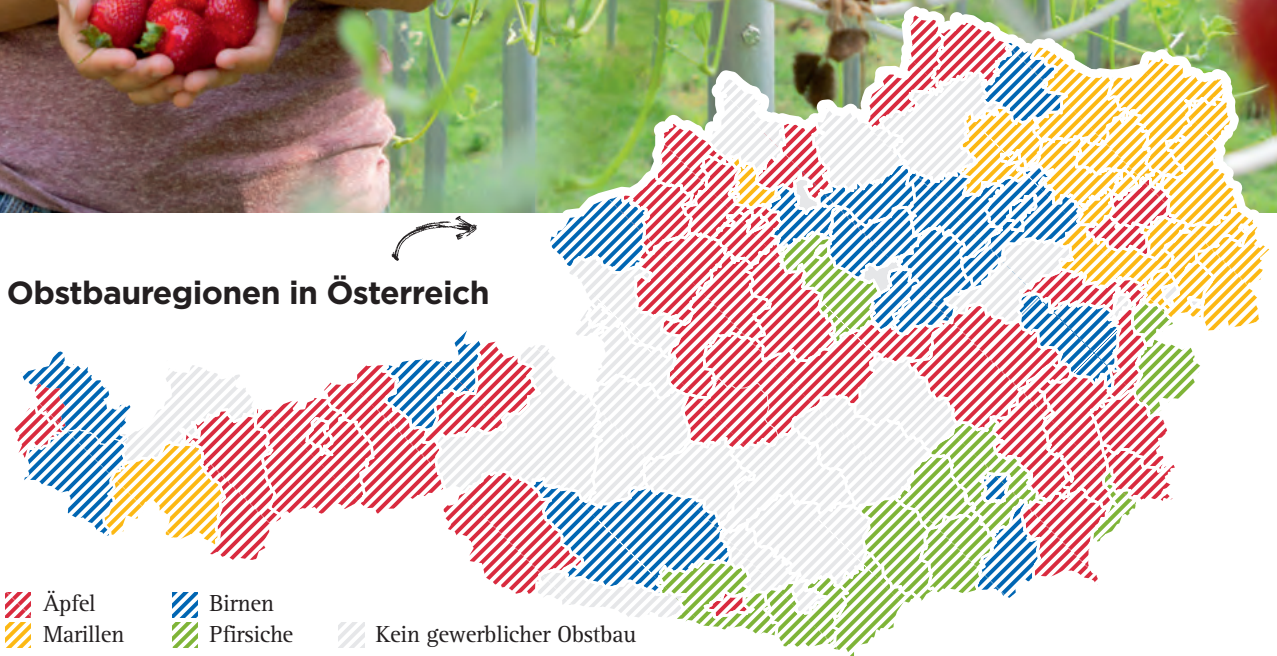 Obstbauregionen in Österreich
Äpfel
Birnen
Marillen
Pfirsiche
Kein gewerblicher Obstbau